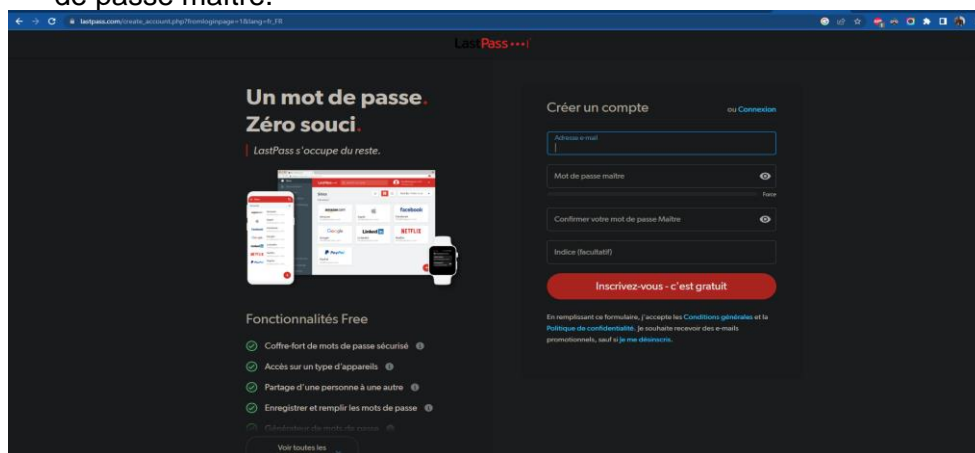 de passe maître.
lastpass.com/create_account.php?fromloginpage=1&lang=fr_FR
LastPass
Un mot de passe.
Zéro souci.
LastPass s'occupe du reste.
Facebook
Google
LinkedIn
NETFLIX
PayPal
Fonctionnalités Free
Coffre-fort de mots de passe sécurisé
Accès sur un type d'appareils
Partage d'une personne à une autre
Enregistrer et remplir les mots de passe
Générateur de mots de passe
Voir toutes les
Créer un compte
ou Connexion
Adresse e-mail
Mot de passe maître
Force
Confirmer votre mot de passe Maître
Indice (facultatif)
Inscrivez-vous - c'est gratuit
En remplissant ce formulaire, j'accepte les Conditions générales et la
Politique de confidentialité. Je souhaite recevoir des e-mails
promotionnels, sauf si je me désinscris.